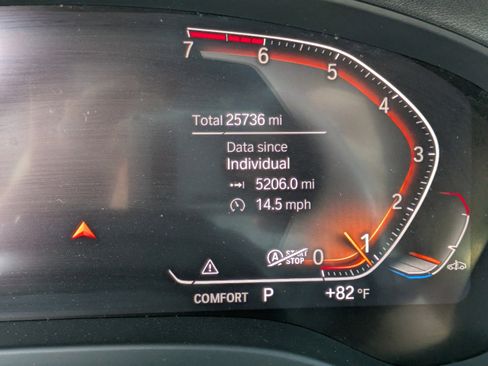 7 6 5 4 3 2 1 0
Total 25736 mi
Data since
Individual
5206.0 mi
14.5 mph
A START
STOP
COMFORT P +82 °F